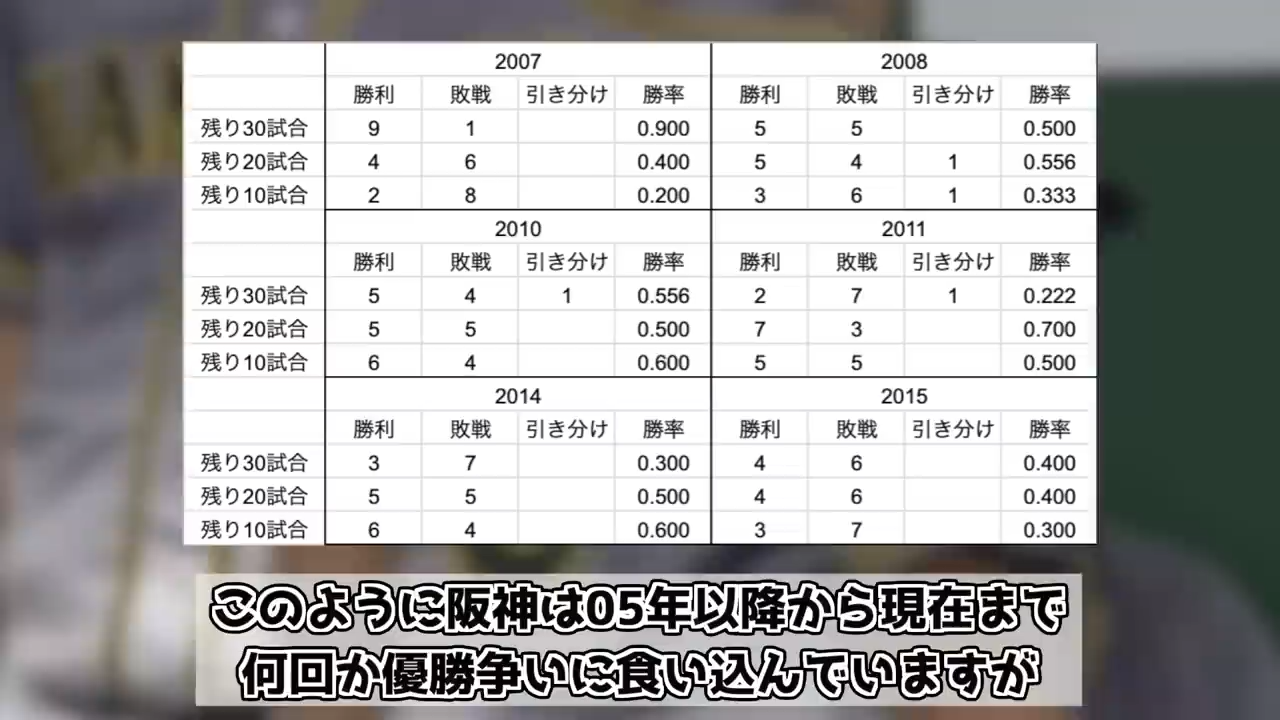 2007 2008
勝利 敗戦 引き分け 勝率 勝利 敗戦 引き分け 勝率
残り30試合 9 1 0.900 5 5 0.500
残り20試合 4 6 0.400 5 4 1 0.556
残り10試合 2 8 0.200 3 6 1 0.333
2010 2011
勝利 敗戦 引き分け 勝率 勝利 敗戦 引き分け 勝率
残り30試合 5 4 1 0.556 2 7 1 0.222
残り20試合 5 5 0.500 7 3 0.700
残り10試合 6 4 0.600 5 5 0.500
2014 2015
勝利 敗戦 引き分け 勝率 勝利 敗戦 引き分け 勝率
残り30試合 3 7 0.300 4 6 0.400
残り20試合 5 5 0.500 4 6 0.400
残り10試合 6 4 0.600 3 7 0.300
このように阪神は05年以降から現在まで
何回か優勝争いに食い込んでいますが